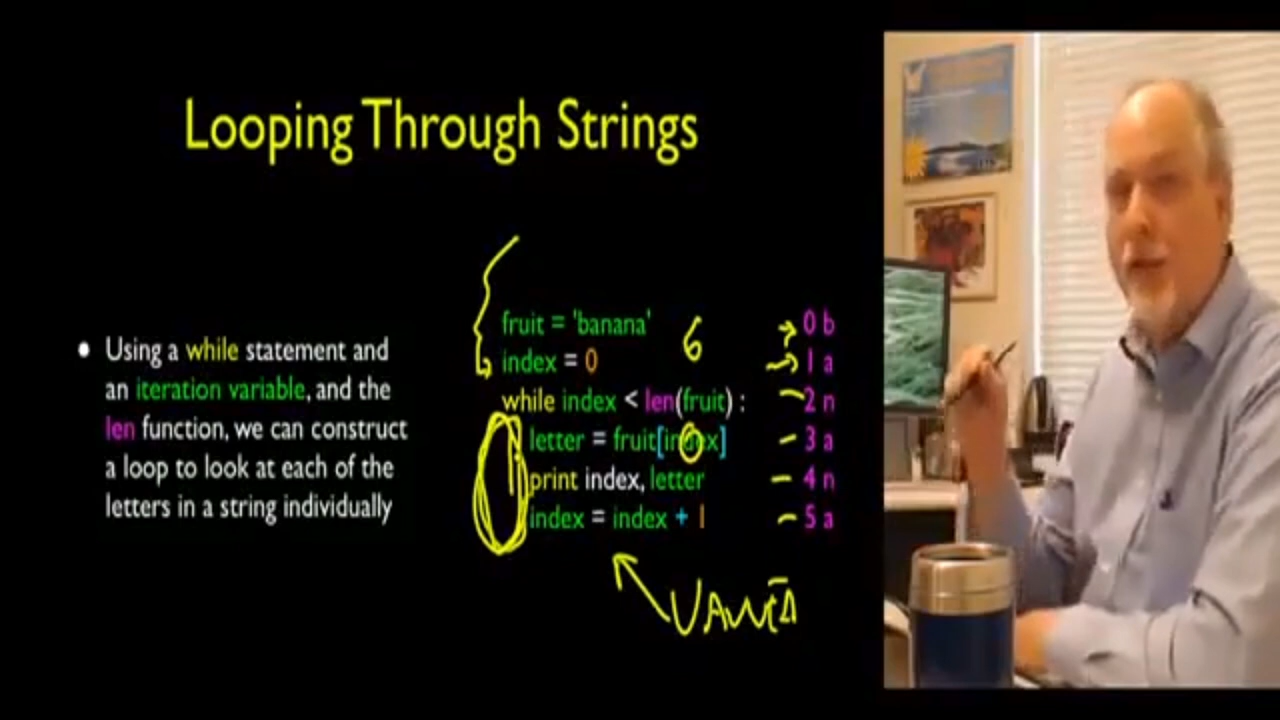 Looping Through Strings
● Using a while statement and
an iteration variable, and the
len function, we can construct
a loop to look at each of the
letters in a string individually
fruit = 'banana'
index = 0
while index < len(fruit) :
letter = fruit[index]
print index, letter
index = index + 1
6
0
0 b
1 a
2 n
3 a
4 n
5 a